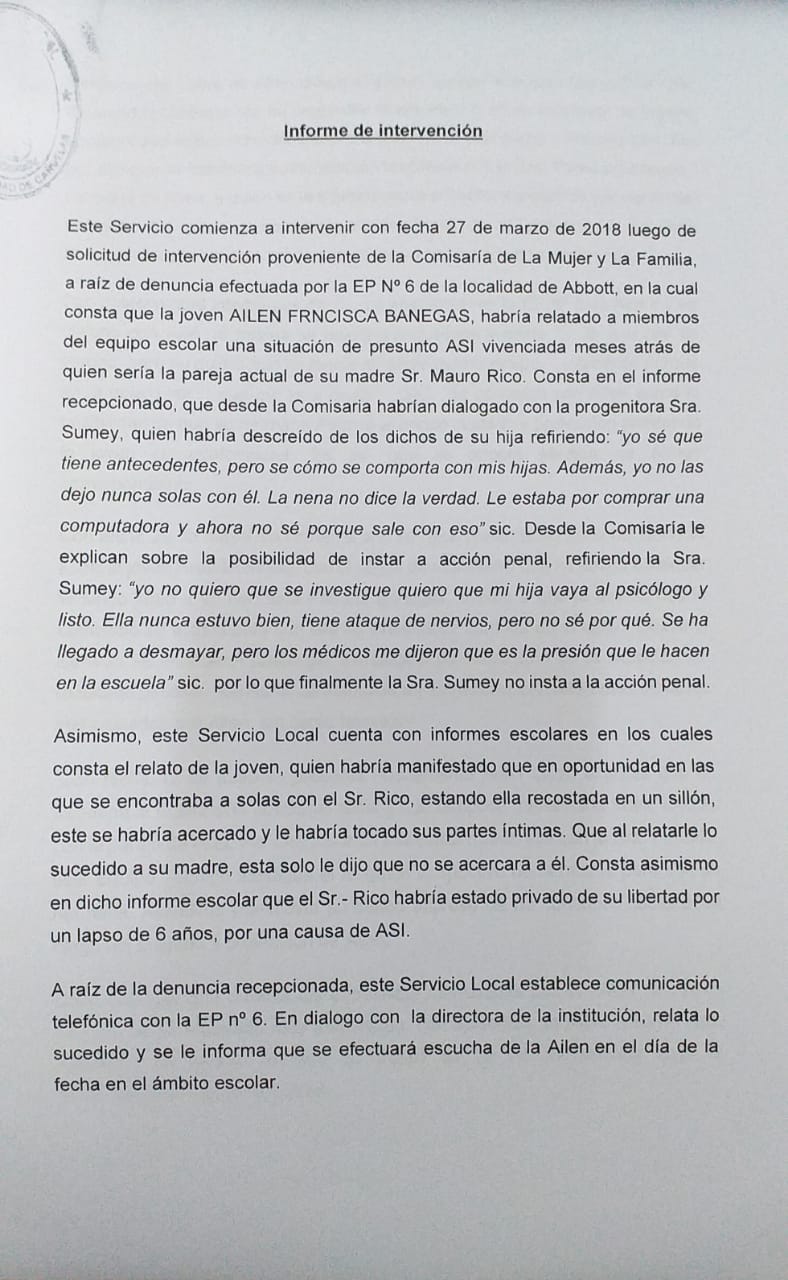 Informe de intervención
Este Servicio comienza a intervenir con fecha 27 de marzo de 2018 luego de
solicitud de intervención proveniente de la Comisaría de La Mujer y La Familia,
a raíz de denuncia efectuada por la EP Nº 6 de la localidad de Abbott, en la cual
consta que la joven AILEN FRNCISCA BANEGAS, habría relatado a miembros
del equipo escolar una situación de presunto ASI vivenciada meses atrás de
quien sería la pareja actual de su madre Sr. Mauro Rico. Consta en el informe
recepcionado, que desde la Comisaria habrían dialogado con la progenitora Sra.
Sumey, quien habría descreído de los dichos de su hija refiriendo: “yo sé que
tiene antecedentes, pero se cómo se comporta con mis hijas. Además, yo no las
dejo nunca solas con él. La nena no dice la verdad. Le estaba por comprar una
computadora y ahora no sé porque sale con eso” sic. Desde la Comisaría le
explican sobre la posibilidad de instar a acción penal, refiriendo la Sra.
Sumey: “yo no quiero que se investigue quiero que mi hija vaya al psicólogo y
listo. Ella nunca estuvo bien, tiene ataque de nervios, pero no sé por qué. Se ha
llegado a desmayar, pero los médicos me dijeron que es la presión que le hacen
en la escuela” sic. por lo que finalmente la Sra. Sumey no insta a la acción penal.
Asimismo, este Servicio Local cuenta con informes escolares en los cuales
consta el relato de la joven, quien habría manifestado que en oportunidad en las
que se encontraba a solas con el Sr. Rico, estando ella recostada en un sillón,
este se habría acercado y le habría tocado sus partes íntimas. Que al relatarle lo
sucedido a su madre, esta solo le dijo que no se acercara a él. Consta asimismo
en dicho informe escolar que el Sr.- Rico habría estado privado de su libertad por
un lapso de 6 años, por una causa de ASI.
A raíz de la denuncia recepcionada, este Servicio Local establece comunicación
telefónica con la EP nº 6. En dialogo con la directora de la institución, relata lo
sucedido y se le informa que se efectuará escucha de la Ailen en el día de la
fecha en el ámbito escolar.